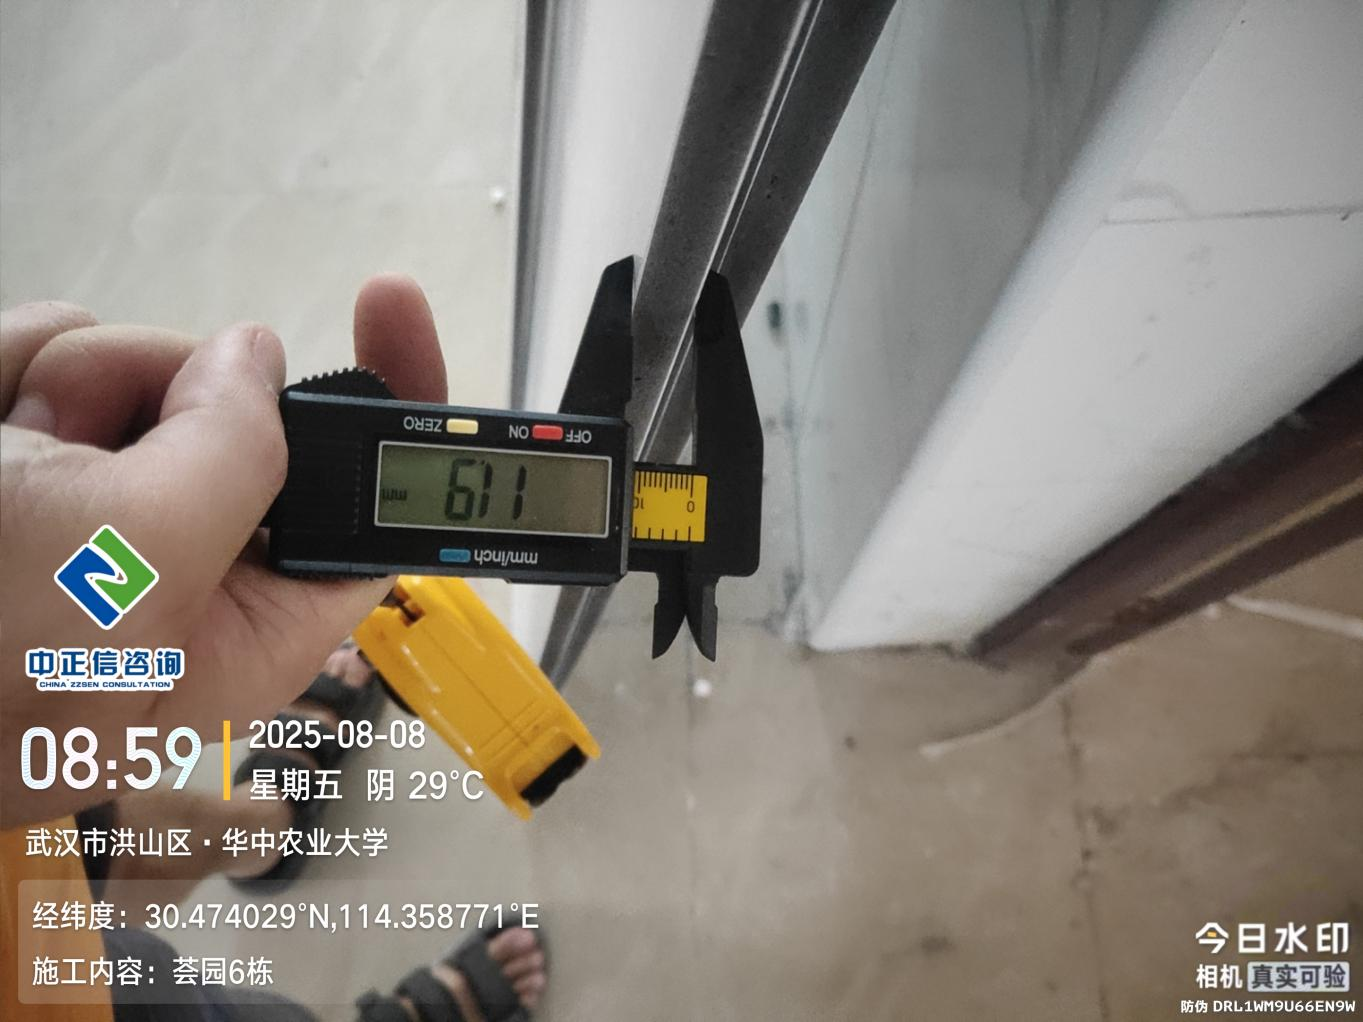 mm/inch
11.9 mm
OFF ON ZERO
0 10
中正信咨询
CHINA ZZSEN CONSULTATION
08:59
2025-08-08
星期五 阴 29°C
武汉市洪山区·华中农业大学
经纬度：30.474029°N,114.358771°E
施工内容：荟园6栋
今日水印
相机 真实可验
防伪 DRL1WM9U66EN9W